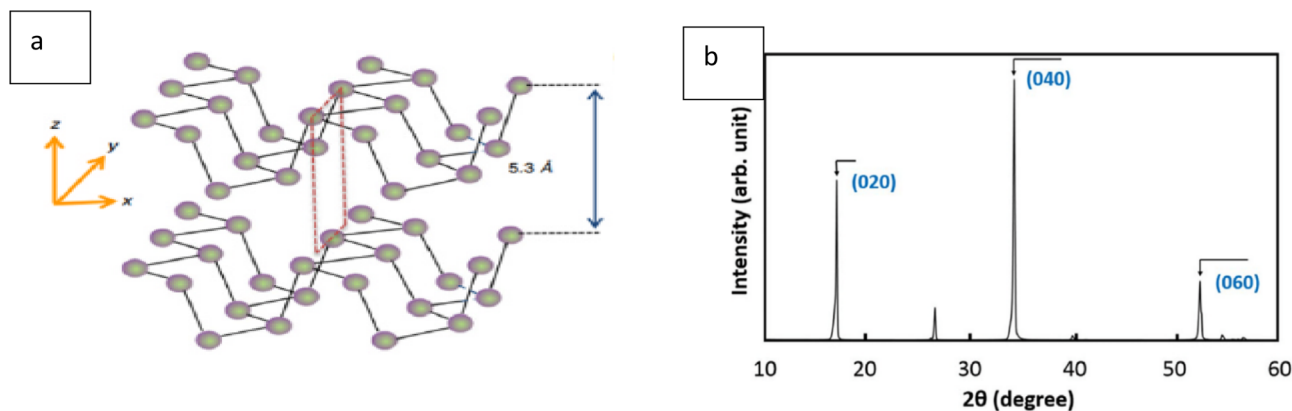 a
z
y
x
5.3 Å
b
Intensity (arb. unit)
(020)
(040)
(060)
10 20 30 40 50 60
2θ (degree)